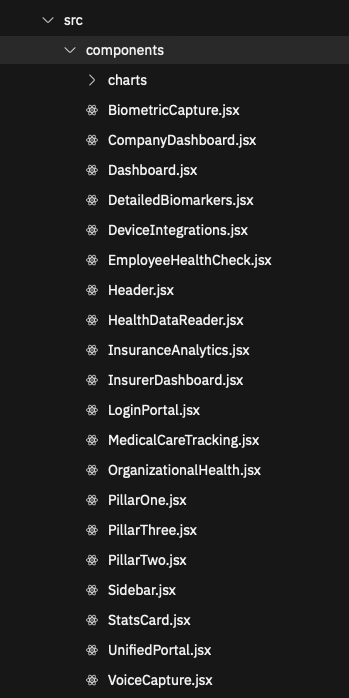 src
components
charts
BiometricCapture.jsx
CompanyDashboard.jsx
Dashboard.jsx
DetailedBiomarkers.jsx
DeviceIntegrations.jsx
EmployeeHealthCheck.jsx
Header.jsx
HealthDataReader.jsx
InsuranceAnalytics.jsx
InsurerDashboard.jsx
LoginPortal.jsx
MedicalCareTracking.jsx
OrganizationalHealth.jsx
PillarOne.jsx
PillarThree.jsx
PillarTwo.jsx
Sidebar.jsx
StatsCard.jsx
UnifiedPortal.jsx
VoiceCapture.jsx